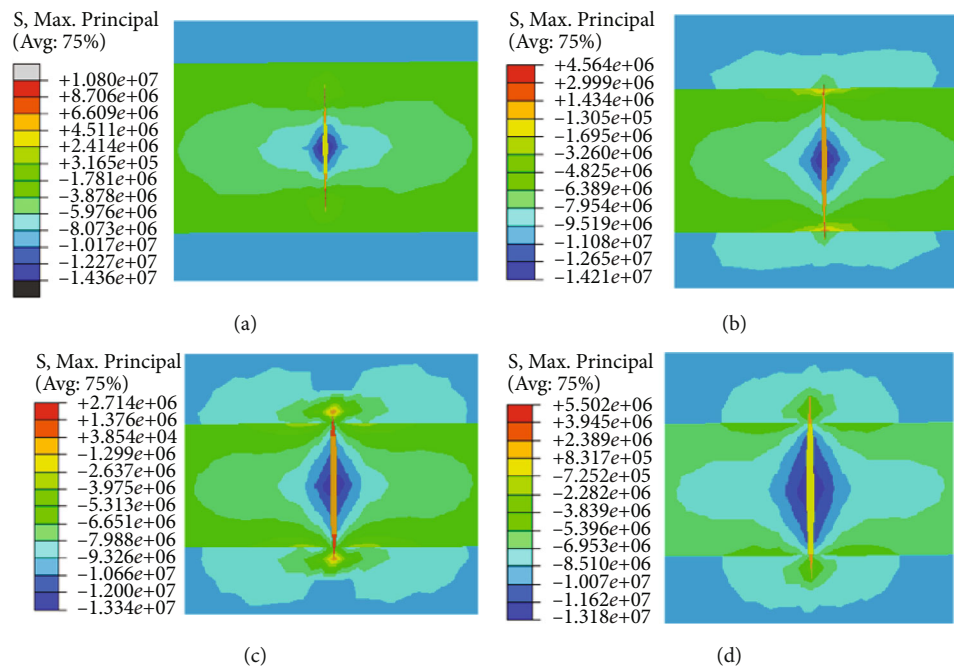 S, Max. Principal
(Avg: 75%)
+1.080e+07
+8.706e+06
+6.609e+06
+4.511e+06
+2.414e+06
+3.165e+05
−1.781e+06
−3.878e+06
−5.976e+06
−8.073e+06
−1.017e+07
−1.227e+07
−1.436e+07
(a)
S, Max. Principal
(Avg: 75%)
+4.564e+06
+2.999e+06
+1.434e+06
−1.305e+05
−1.695e+06
−3.260e+06
−4.825e+06
−6.389e+06
−7.954e+06
−9.519e+06
−1.108e+07
−1.265e+07
−1.421e+07
(b)
S, Max. Principal
(Avg: 75%)
+2.714e+06
+1.376e+06
+3.854e+04
−1.299e+06
−2.637e+06
−3.975e+06
−5.313e+06
−6.651e+06
−7.988e+06
−9.326e+06
−1.066e+07
−1.200e+07
−1.334e+07
(c)
S, Max. Principal
(Avg: 75%)
+5.502e+06
+3.945e+06
+2.389e+06
+8.317e+05
−7.252e+05
−2.282e+06
−3.839e+06
−5.396e+06
−6.953e+06
−8.510e+06
−1.007e+07
−1.162e+07
−1.318e+07
(d)